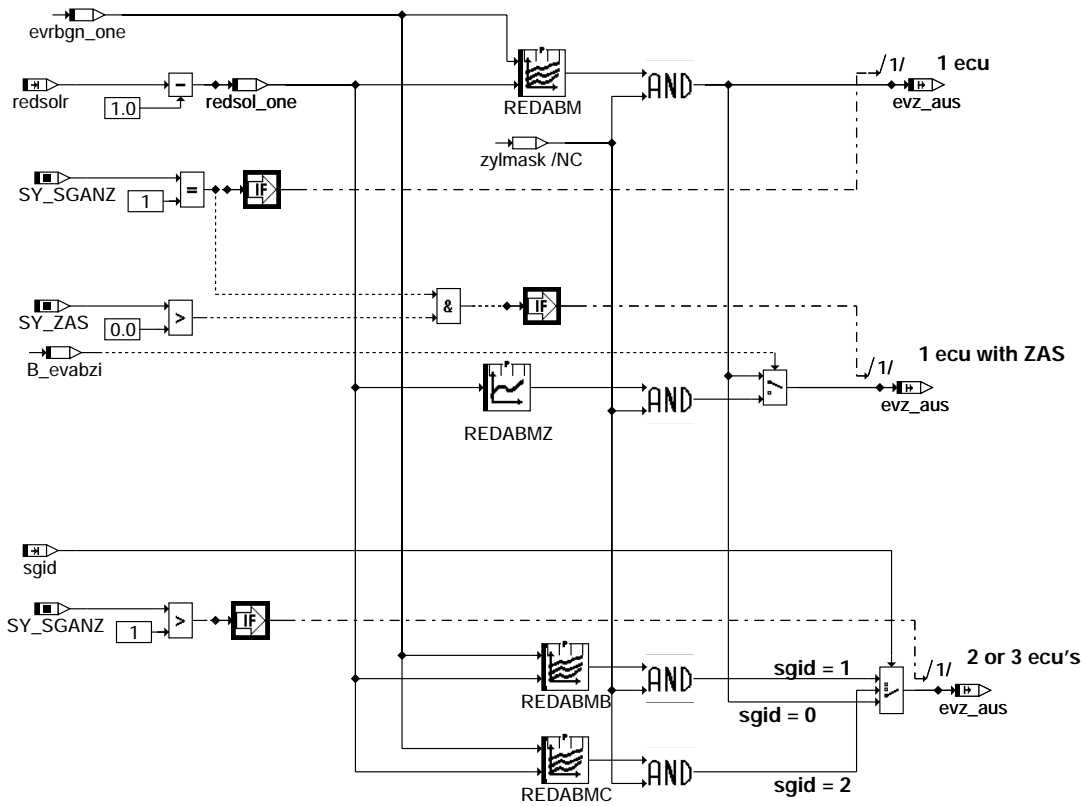 evrbgn_one
P
REDABM
AND
/1/
1 ecu
evz_aus
redsolr
1.0
redsol_one
zylmask /NC
SY_SGANZ
1
=
IF
SY_ZAS
0.0
>
&
IF
B_evabzi
P
REDABMZ
AND
/1/
1 ecu with ZAS
evz_aus
sgid
SY_SGANZ
1
>
IF
P
REDABMB
AND
sgid = 1
sgid = 0
/1/
2 or 3 ecu's
evz_aus
P
REDABMC
AND
sgid = 2